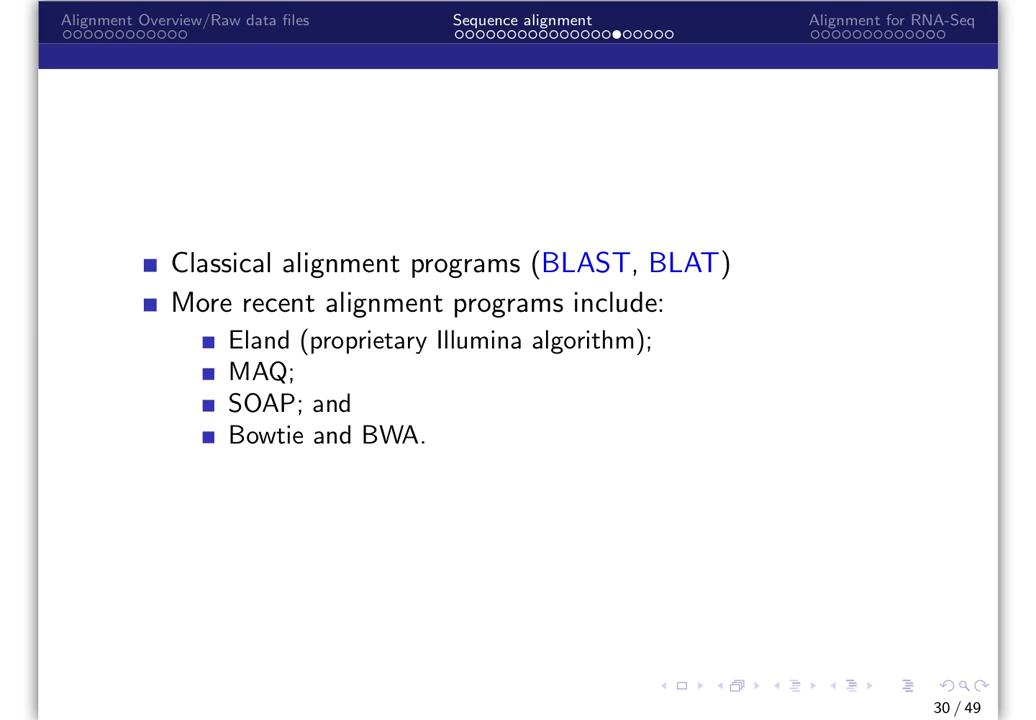 Alignment Overview/Raw data files
Sequence alignment
Alignment for RNA-Seq
Classical alignment programs (BLAST, BLAT)
More recent alignment programs include:
Eland (proprietary Illumina algorithm);
MAQ;
SOAP; and
Bowtie and BWA.
30 / 49